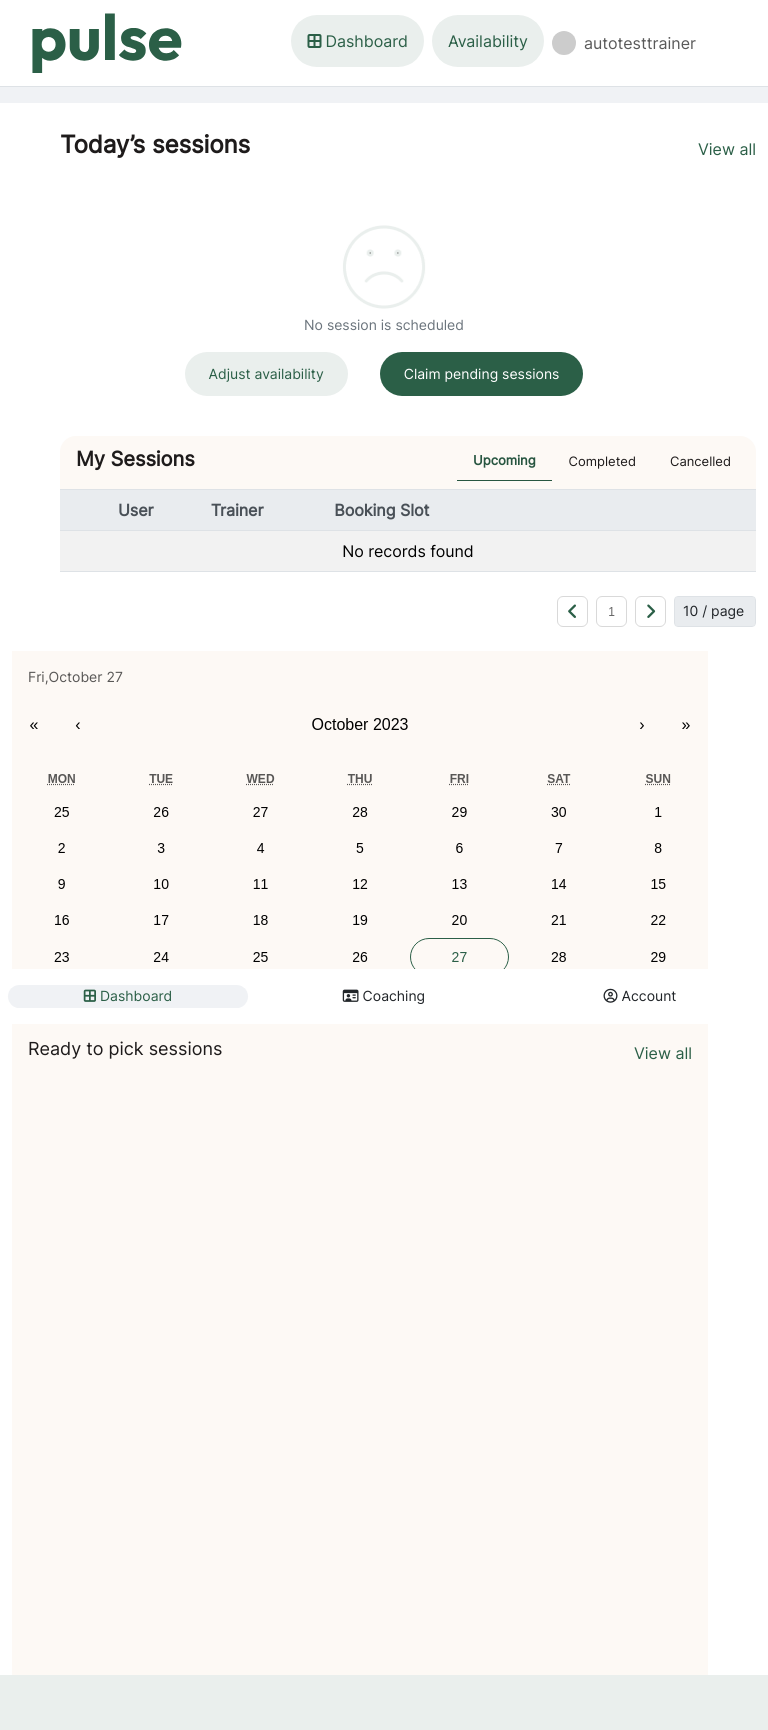 pulse
Dashboard Availability autotesttrainer
Today’s sessions View all
No session is scheduled
Adjust availability Claim pending sessions
My Sessions Upcoming Completed Cancelled
User Trainer Booking Slot
No records found
1 10 / page
Fri,October 27
« ‹ October 2023 › »
MON TUE WED THU FRI SAT SUN
25 26 27 28 29 30 1
2 3 4 5 6 7 8
9 10 11 12 13 14 15
16 17 18 19 20 21 22
23 24 25 26 27 28 29
Dashboard Coaching Account
Ready to pick sessions View all